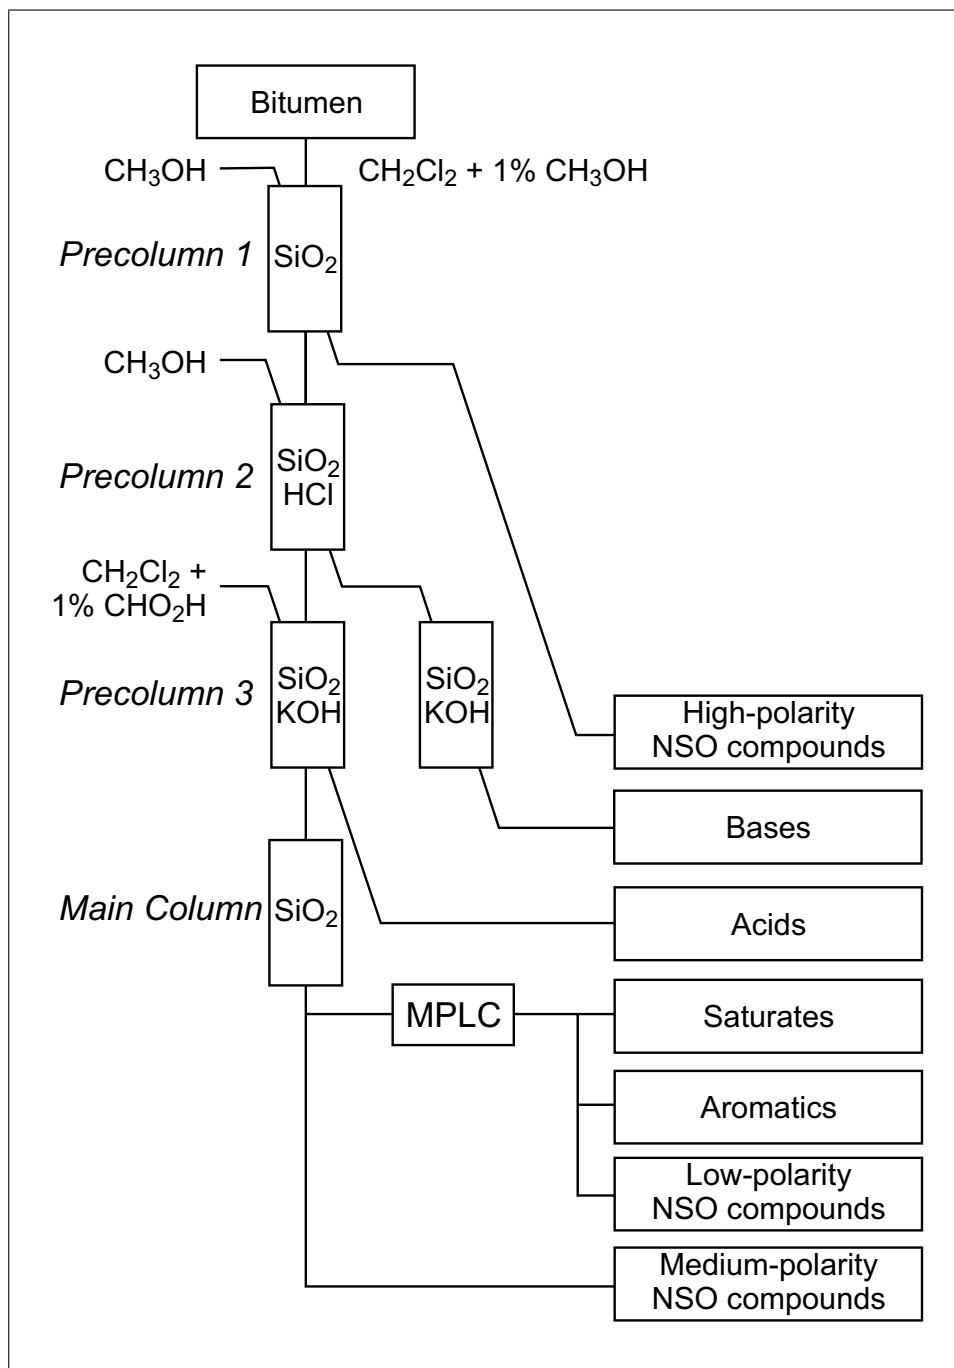 Bitumen
CH₃OH
CH₂Cl₂ + 1% CH₃OH
Precolumn 1
SiO₂
CH₃OH
Precolumn 2
SiO₂
HCl
CH₂Cl₂ +
1% CHO₂H
Precolumn 3
SiO₂
KOH
SiO₂
KOH
High-polarity
NSO compounds
Bases
Main Column
SiO₂
Acids
MPLC
Saturates
Aromatics
Low-polarity
NSO compounds
Medium-polarity
NSO compounds